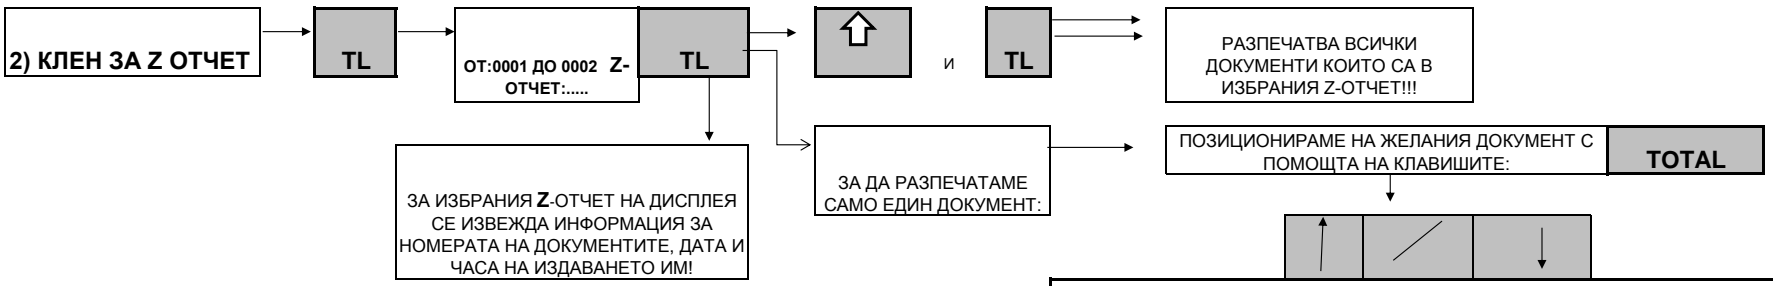 2) КЛЕН ЗА Z ОТЧЕТ
TL
ОТ:0001 ДО 0002 Z-
ОТЧЕТ:.....
TL
И
TL
РАЗПЕЧАТВА ВСИЧКИ
ДОКУМЕНТИ КОИТО СА В
ИЗБРАНИЯ Z-ОТЧЕТ!!!
ЗА ИЗБРАНИЯ Z-ОТЧЕТ НА ДИСПЛЕЯ
СЕ ИЗВЕЖДА ИНФОРМАЦИЯ ЗА
НОМЕРАТА НА ДОКУМЕНТИТЕ, ДАТА И
ЧАСА НА ИЗДАВАНЕТО ИМ!
ЗА ДА РАЗПЕЧАТАМЕ
САМО ЕДИН ДОКУМЕНТ:
ПОЗИЦИОНИРАМЕ НА ЖЕЛАНИЯ ДОКУМЕНТ С
ПОМОЩТА НА КЛАВИШИТЕ:
TOTAL